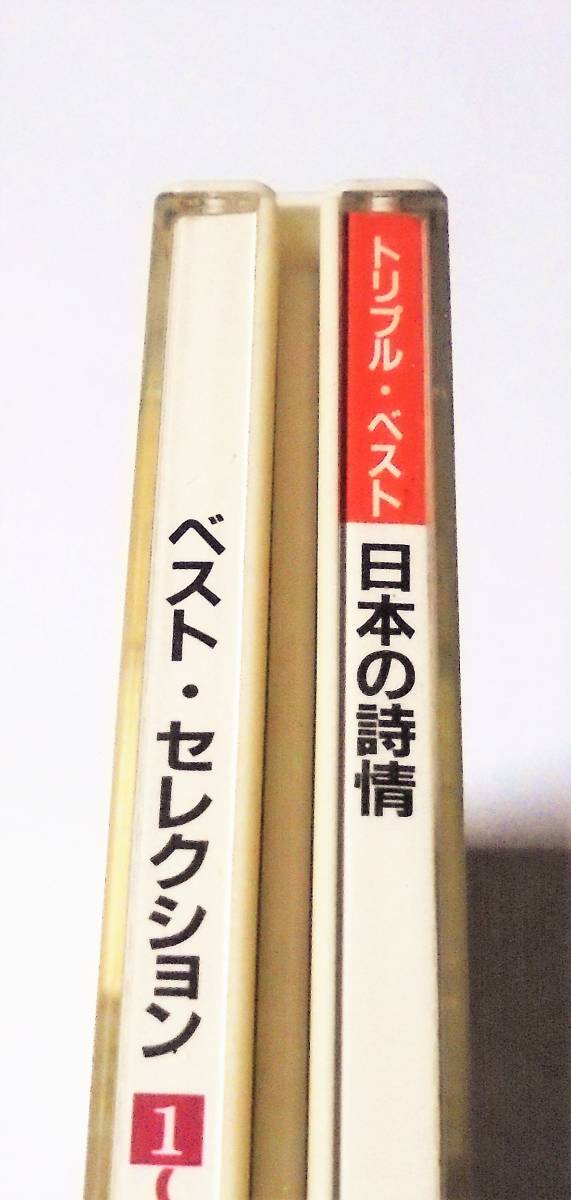 トリプル・ベスト
日本の詩情
ベスト・セレクション
1